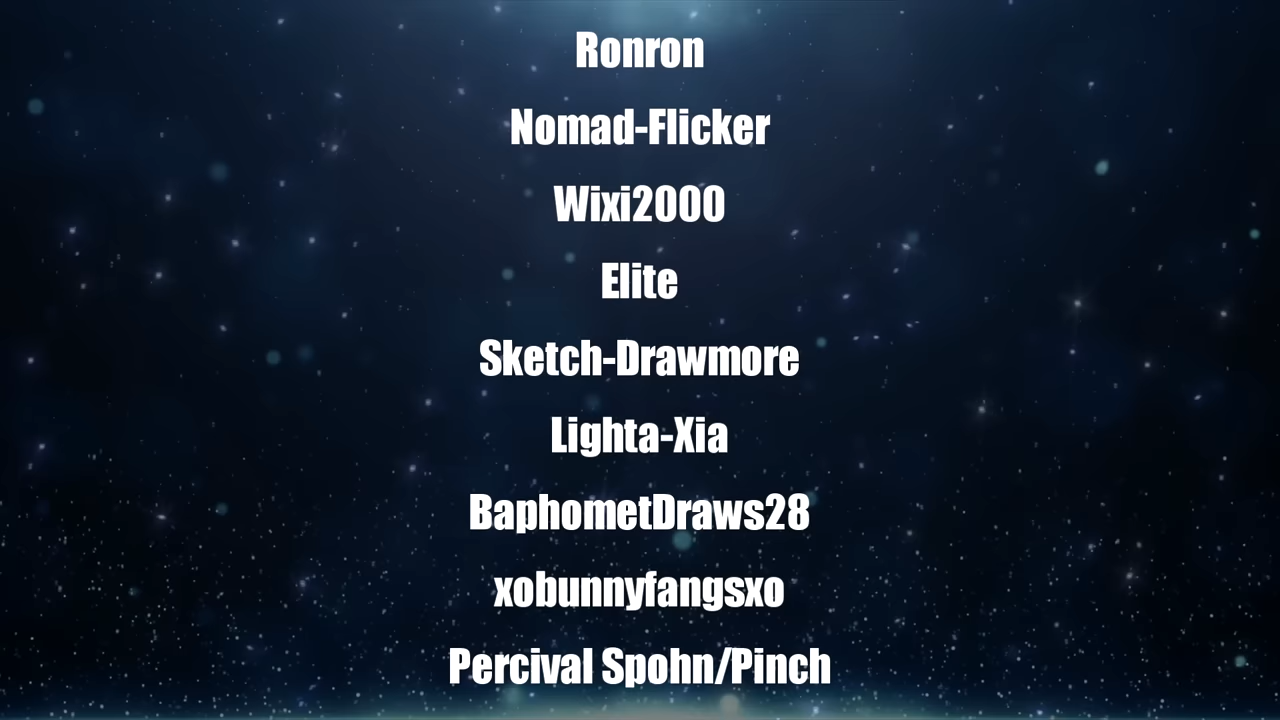 Ronron
Nomad-Flicker
Wixi2000
Elite
Sketch-Drawmore
Lighta-Xia
BaphometDraws28
xobunnyfangsxo
Percival Spohn/Pinch